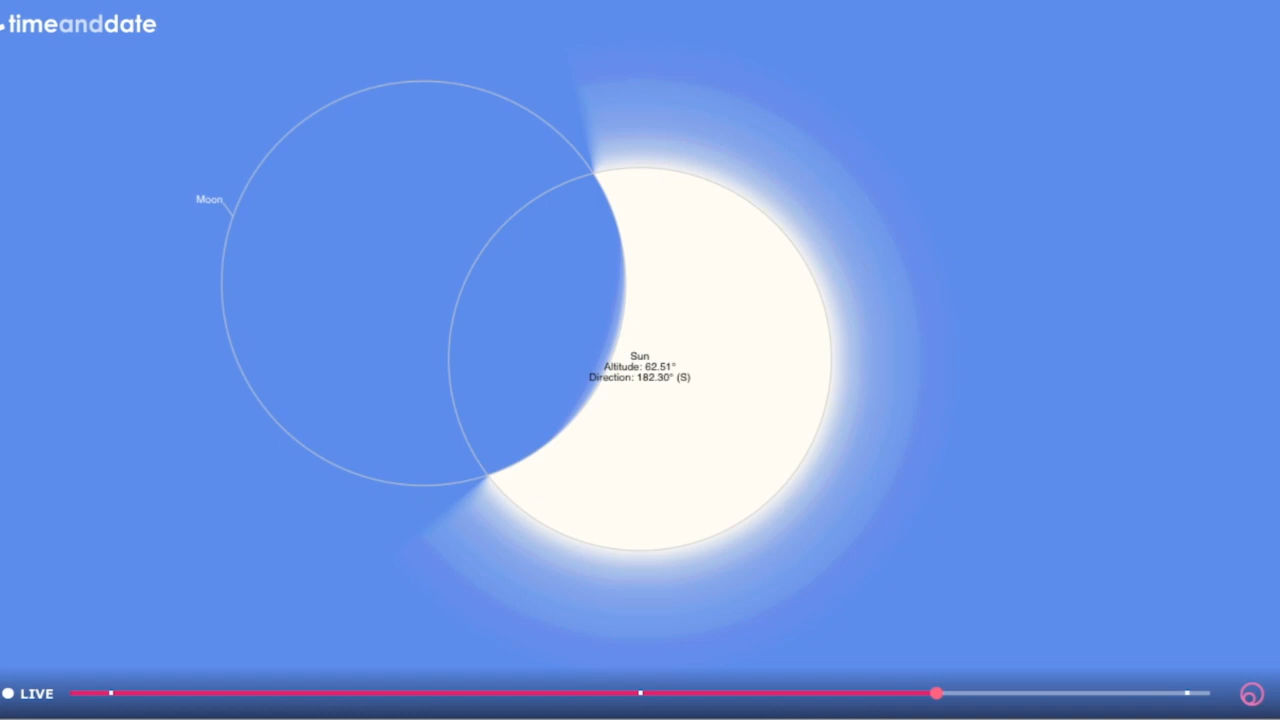 timeanddate
Moon
Sun
Altitude: 62.51°
Direction: 182.30° (S)
LIVE